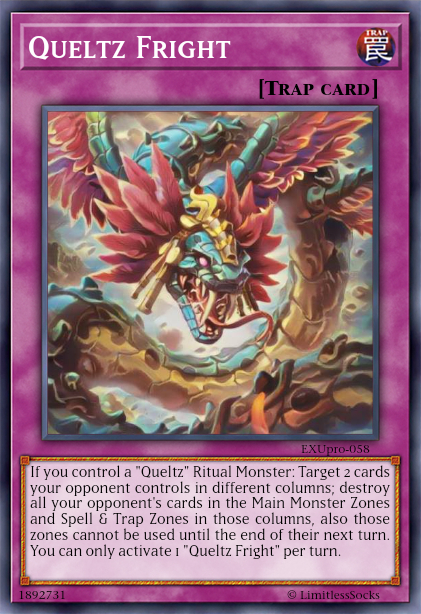 Queltz Fright
TRAP
罠
[Trap card]
EXUpro-058
If you control a "Queltz" Ritual Monster: Target 2 cards
your opponent controls in different columns; destroy
all your opponent's cards in the Main Monster Zones
and Spell & Trap Zones in those columns, also those
zones cannot be used until the end of their next turn.
You can only activate 1 "Queltz Fright" per turn.
1892731
© LimitlessSocks